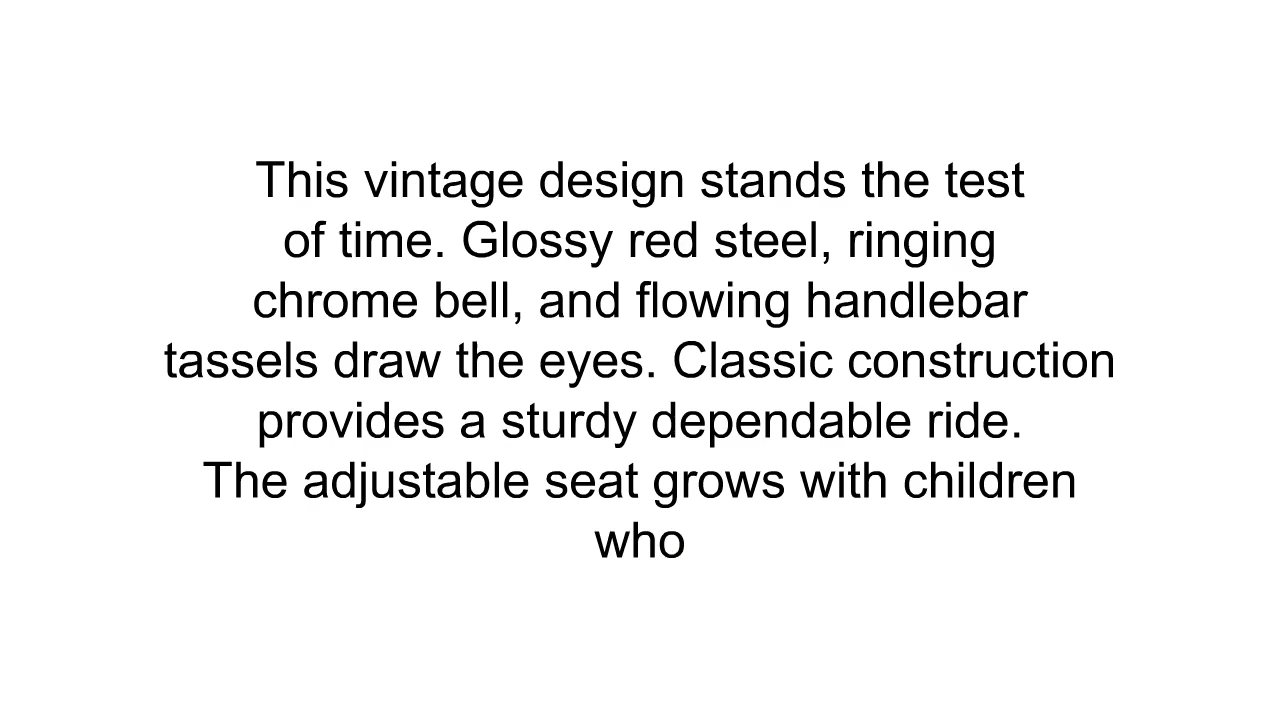 This vintage design stands the test
of time. Glossy red steel, ringing
chrome bell, and flowing handlebar
tassels draw the eyes. Classic construction
provides a sturdy dependable ride.
The adjustable seat grows with children
who